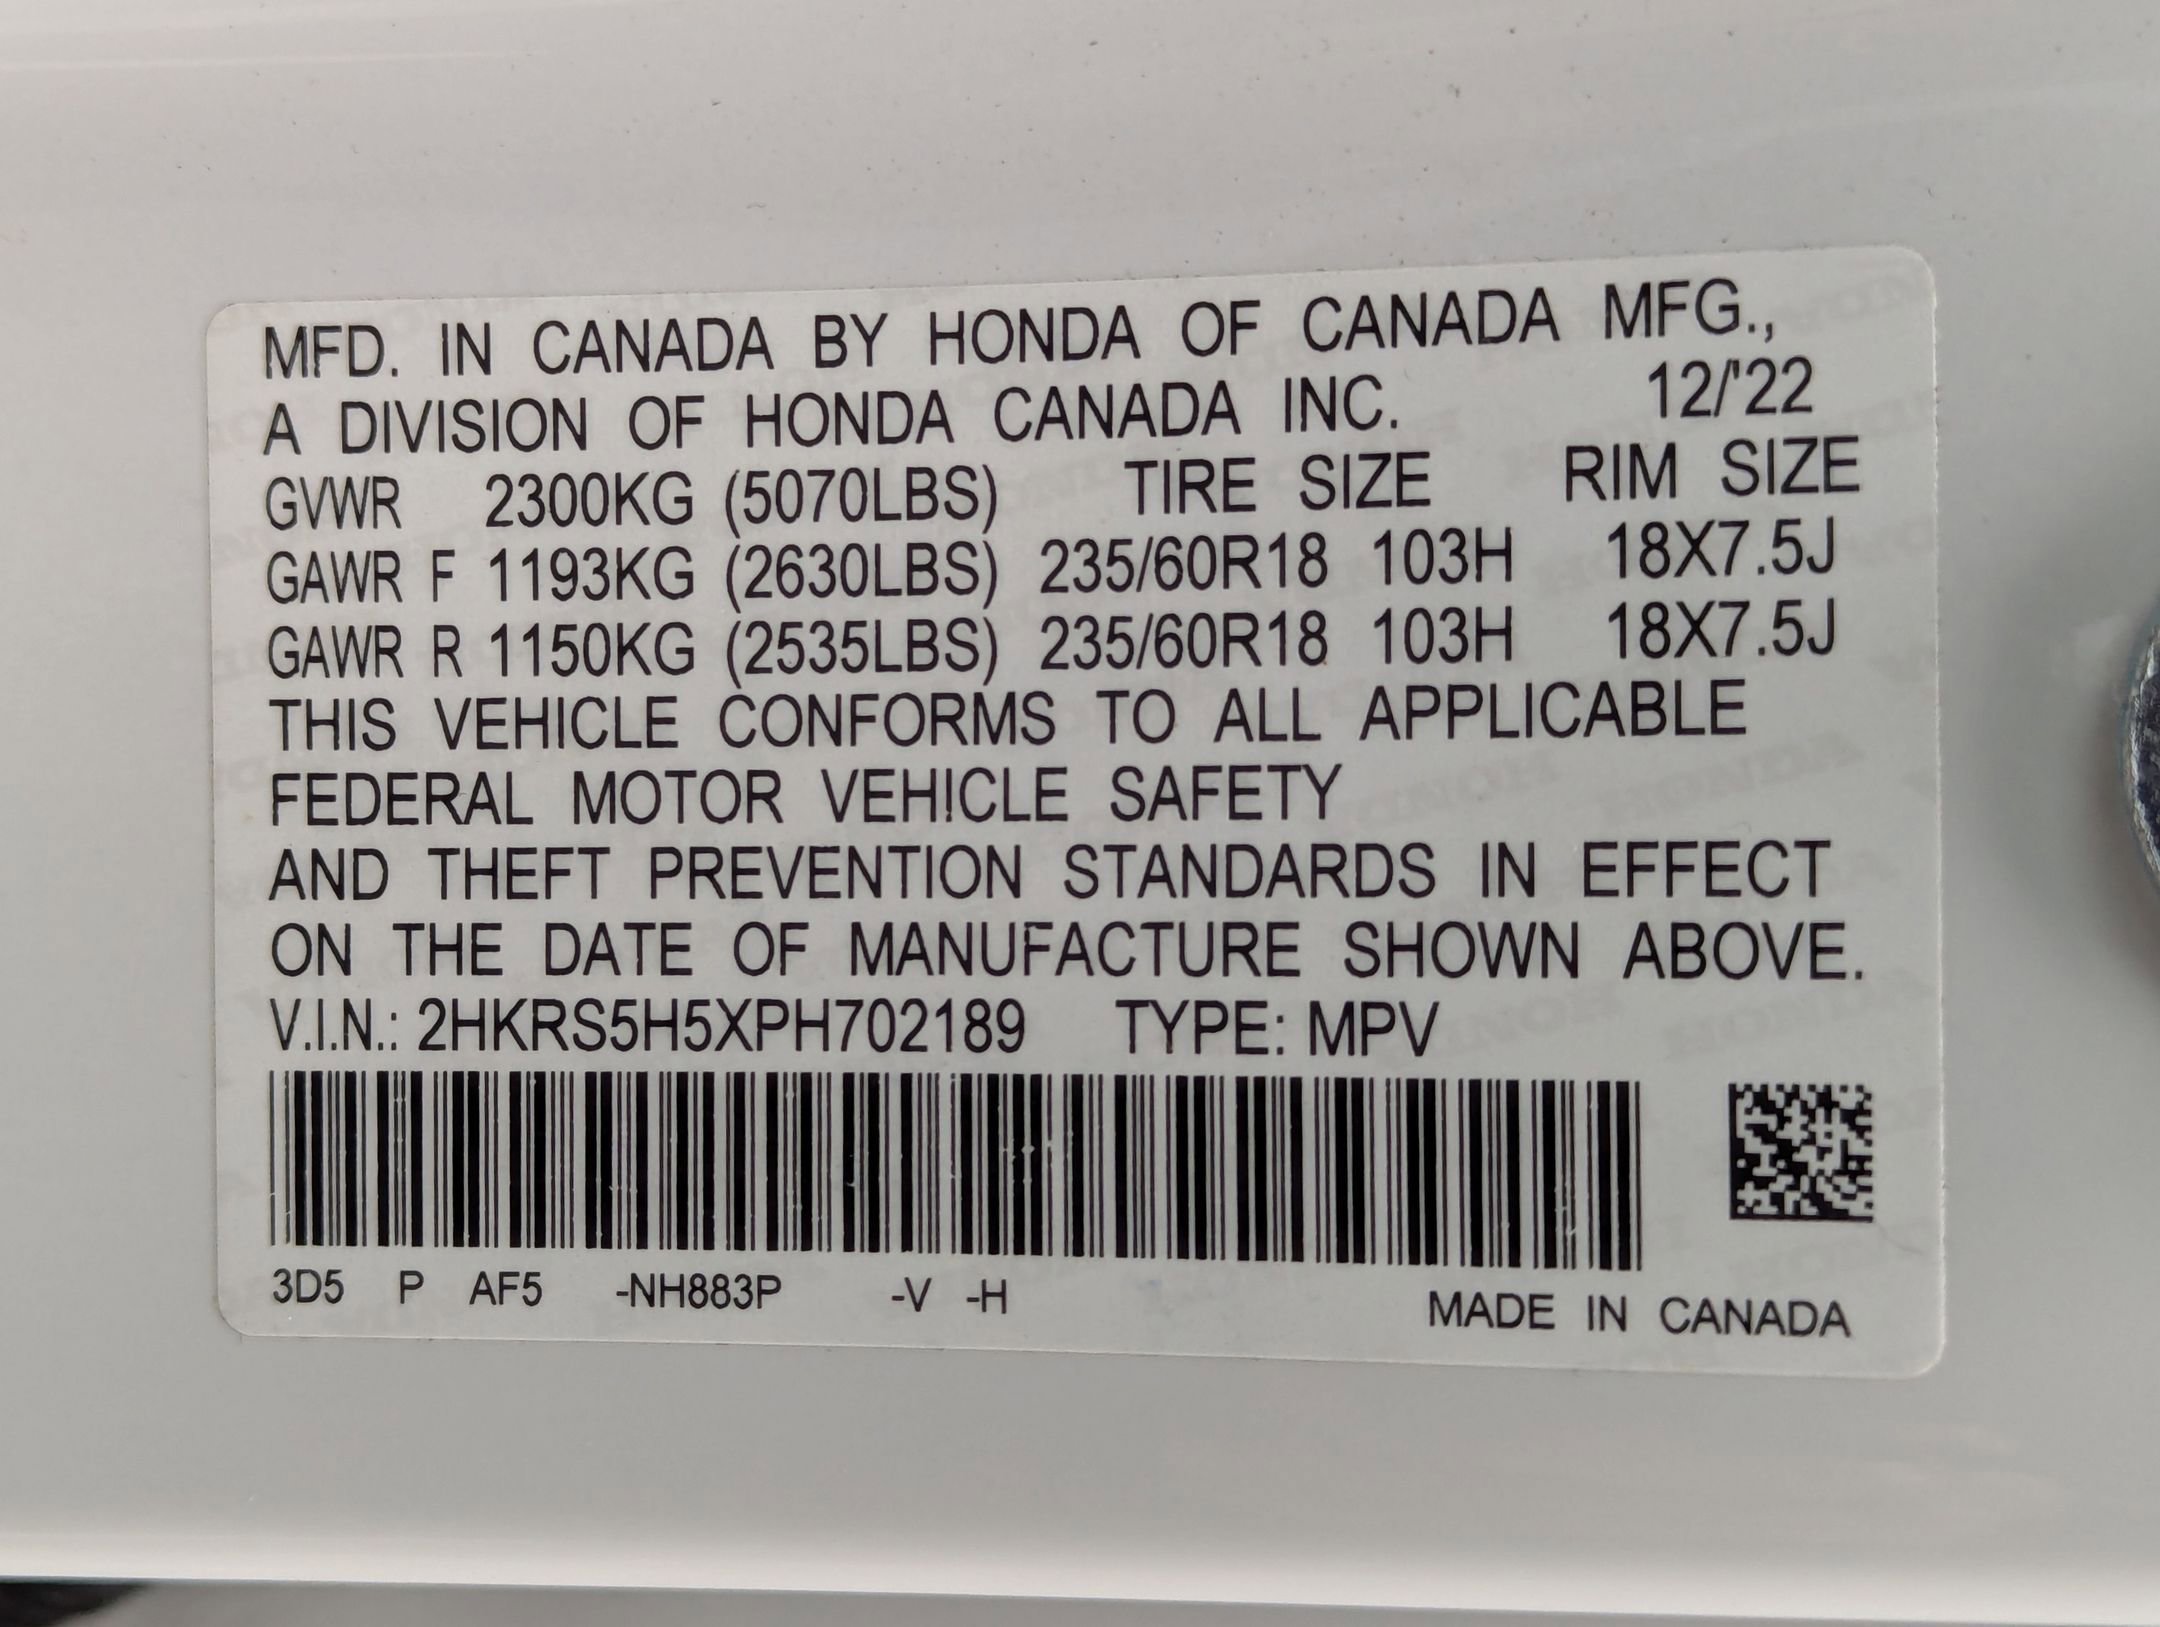 MFD. IN CANADA BY HONDA OF CANADA MFG.,
A DIVISION OF HONDA CANADA INC. 12/'22
GVWR 2300KG (5070LBS) TIRE SIZE RIM SIZE
GAWR F 1193KG (2630LBS) 235/60R18 103H 18X7.5J
GAWR R 1150KG (2535LBS) 235/60R18 103H 18X7.5J
THIS VEHICLE CONFORMS TO ALL APPLICABLE
FEDERAL MOTOR VEHICLE SAFETY
AND THEFT PREVENTION STANDARDS IN EFFECT
ON THE DATE OF MANUFACTURE SHOWN ABOVE.
V.I.N.: 2HKRS5H5XPH702189 TYPE: MPV
3D5 P AF5 -NH883P -V -H MADE IN CANADA